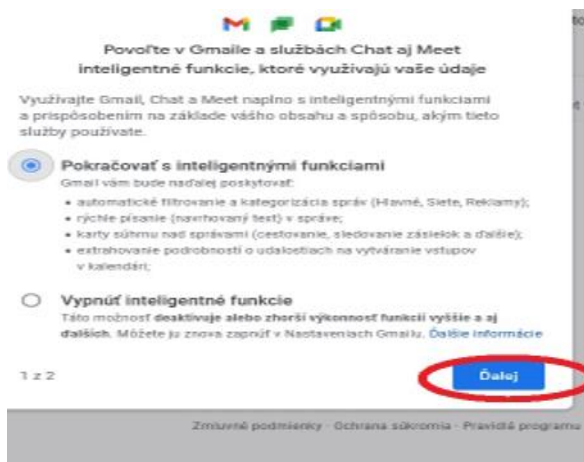 Povoľte v Gmaile a službách Chat aj Meet
inteligentné funkcie, ktoré využívajú vaše údaje
Využívajte Gmail, Chat a Meet naplno s inteligentnými funkciami
a prispôsobením na základe vášho obsahu a spôsobu, akým tieto
služby používate.
Pokračovať s inteligentnými funkciami
Gmail vám bude naďalej poskytovať:
• automatické filtrovanie a kategorizácia správ (Hlavné, Siete, Reklamy);
• rýchle písanie (navrhovaný text) v správe;
• karty súhrnu nad správami (cestovanie, sledovanie zásielok a ďalšie);
• extrahovanie podrobností o udalostiach na vytváranie vstupov
v kalendári;
Vypnúť inteligentné funkcie
Táto možnosť deaktivuje alebo zhorší výkonnosť funkcií vyššie a aj
ďalších. Môžete ju znova zapnúť v Nastaveniach Gmailu. Ďalšie informácie
1 z 2
Ďalej
Zmluvné podmienky · Ochrana súkromia · Pravidlá programu